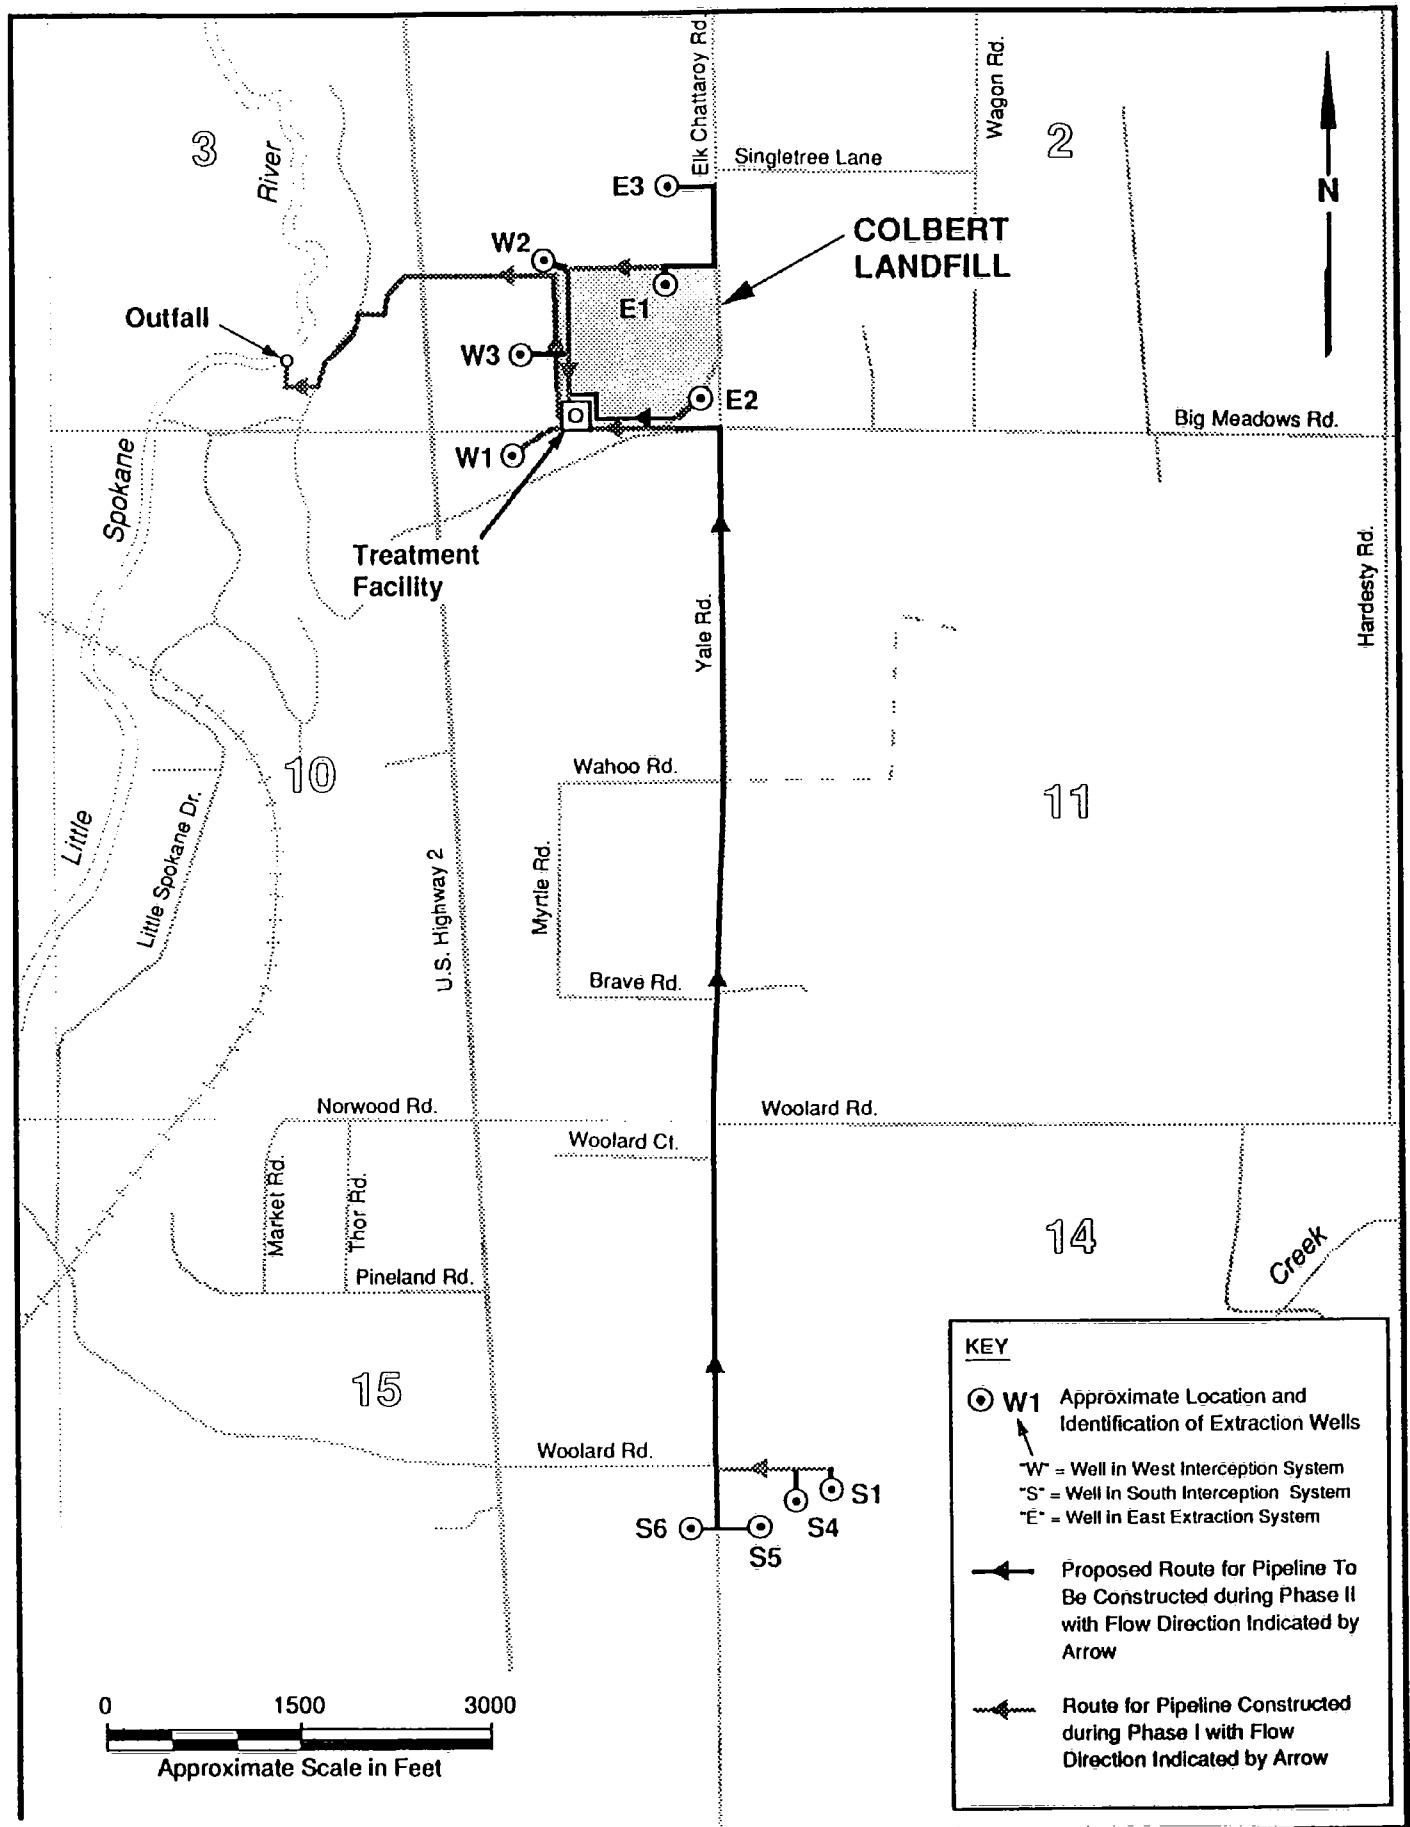 Elk Chattaroy Rd.
Wagon Rd.
3
River
Singletree Lane
2
N
E3
W2
COLBERT
LANDFILL
E1
Outfall
W3
E2
Big Meadows Rd.
W1
Spokane
Treatment
Facility
Hardesty Rd.
Yale Rd.
Wahoo Rd.
10
11
Little
Little Spokane Dr.
U.S. Highway 2
Myrtle Rd.
Brave Rd.
Norwood Rd.
Woolard Rd.
Woolard Ct.
Market Rd.
Thor Rd.
14
Creek
Pineland Rd.
15
Woolard Rd.
S1
S4
S6
S5
KEY
W1
Approximate Location and
Identification of Extraction Wells
"W" = Well in West Interception System
"S" = Well in South Interception System
"E" = Well in East Extraction System
Proposed Route for Pipeline To
Be Constructed during Phase II
with Flow Direction Indicated by
Arrow
Route for Pipeline Constructed
during Phase I with Flow
Direction Indicated by Arrow
0 1500 3000
Approximate Scale in Feet